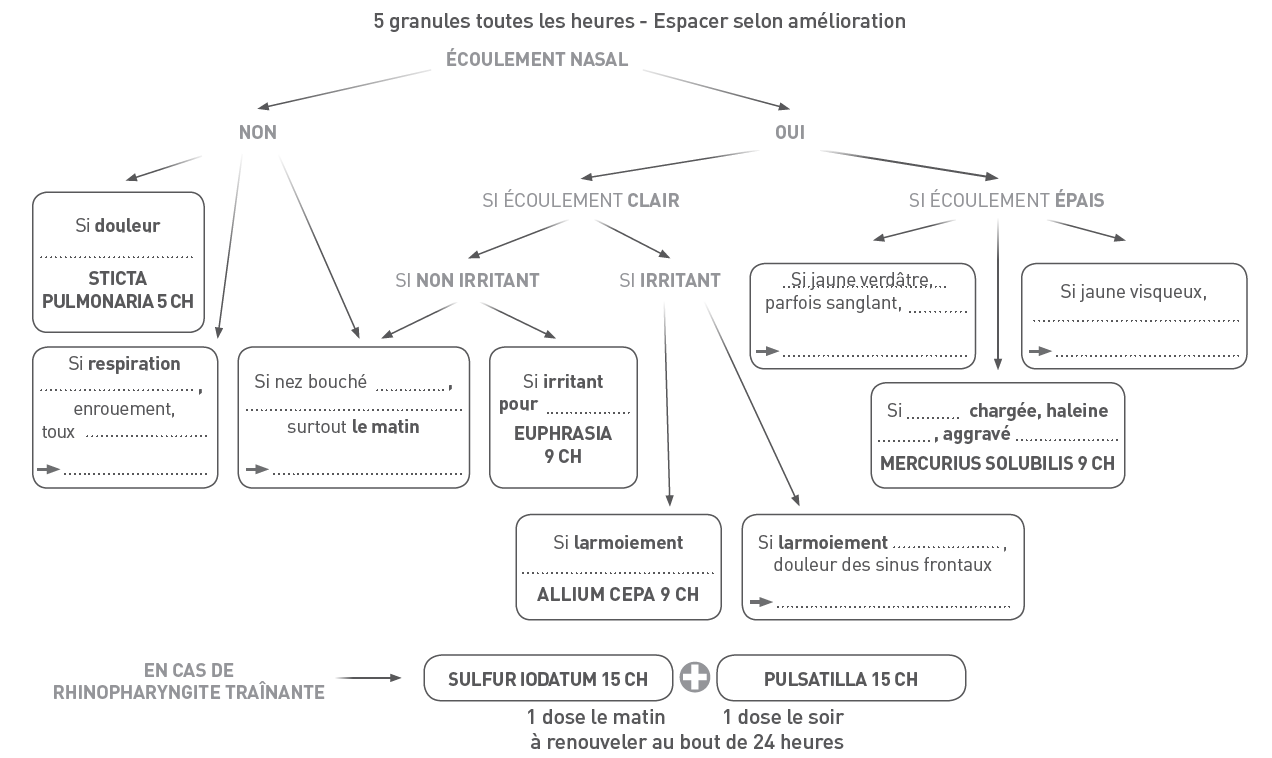 5 granules toutes les heures - Espacer selon amélioration
ÉCOULEMENT NASAL
NON
OUI
SI ÉCOULEMENT CLAIR
SI ÉCOULEMENT ÉPAIS
Si douleur
STICTA
PULMONARIA 5 CH
SI NON IRRITANT
SI IRRITANT
Si jaune verdâtre,
parfois sanglant,
Si jaune visqueux,
Si respiration
,
enrouement,
toux
Si nez bouché ,
surtout le matin
Si irritant
pour
EUPHRASIA
9 CH
Si chargée, haleine
, aggravé
MERCURIUS SOLUBILIS 9 CH
Si larmoiement
ALLIUM CEPA 9 CH
Si larmoiement ,
douleur des sinus frontaux
EN CAS DE
RHINOPHARYNGITE TRAÎNANTE
SULFUR IODATUM 15 CH
PULSATILLA 15 CH
1 dose le matin
1 dose le soir
à renouveler au bout de 24 heures